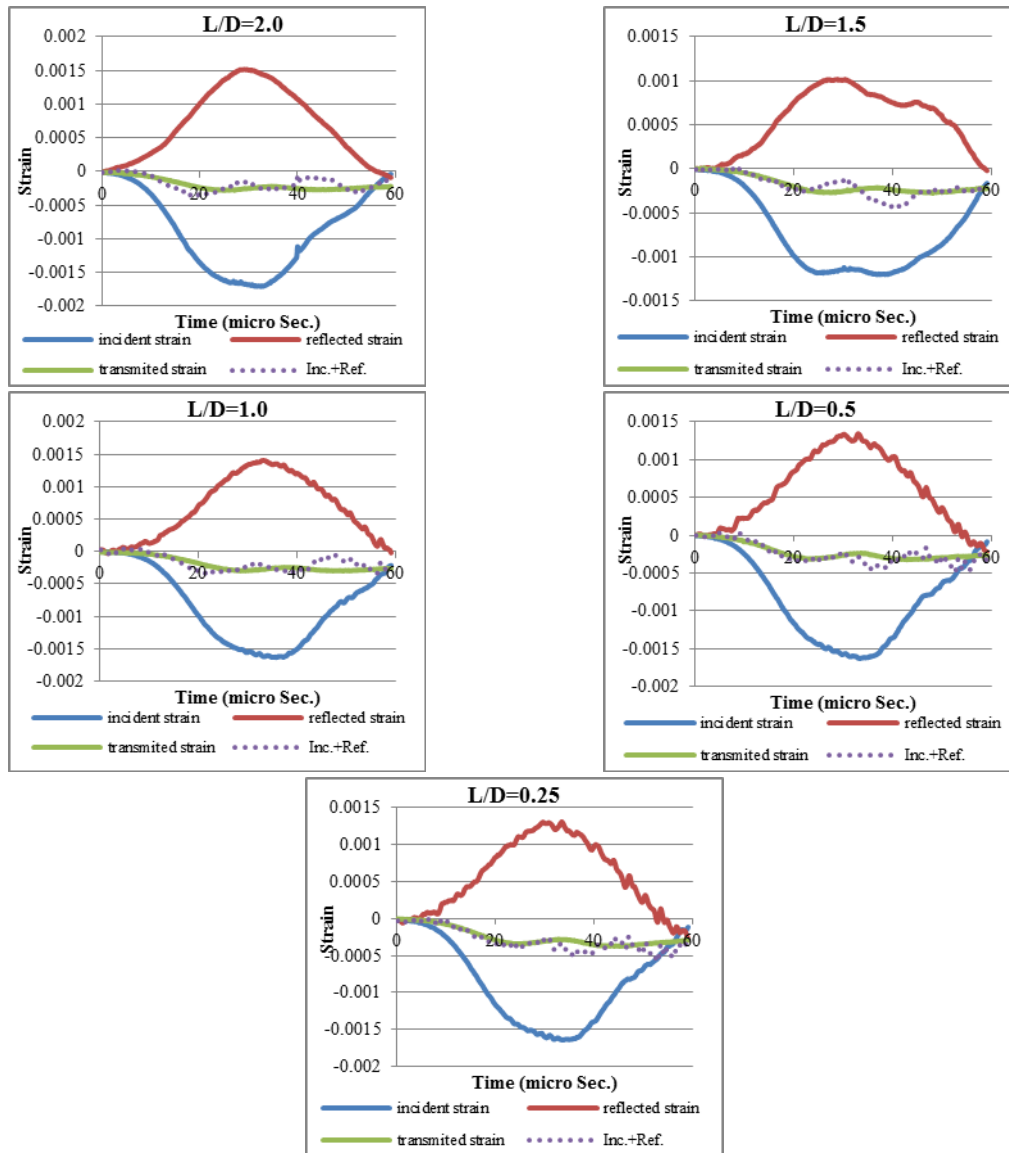 L/D=2.0
0.002
0.0015
0.001
0.0005
0
-0.0005
-0.001
-0.0015
-0.002
0 20 40 60
Strain
Time (micro Sec.)
incident strain reflected strain
transmited strain Inc.+Ref.
L/D=1.5
0.0015
0.001
0.0005
0
-0.0005
-0.001
-0.0015
0 20 40 60
Strain
Time (micro Sec.)
incident strain reflected strain
transmited strain Inc.+Ref.
L/D=1.0
0.002
0.0015
0.001
0.0005
0
-0.0005
-0.001
-0.0015
-0.002
0 20 40 60
Strain
Time (micro Sec.)
incident strain reflected strain
transmited strain Inc.+Ref.
L/D=0.5
0.0015
0.001
0.0005
0
-0.0005
-0.001
-0.0015
-0.002
0 20 40 60
Strain
Time (micro Sec.)
incident strain reflected strain
transmited strain Inc.+Ref.
L/D=0.25
0.0015
0.001
0.0005
0
-0.0005
-0.001
-0.0015
-0.002
0 20 40 60
Strain
Time (micro Sec.)
incident strain reflected strain
transmited strain Inc.+Ref.